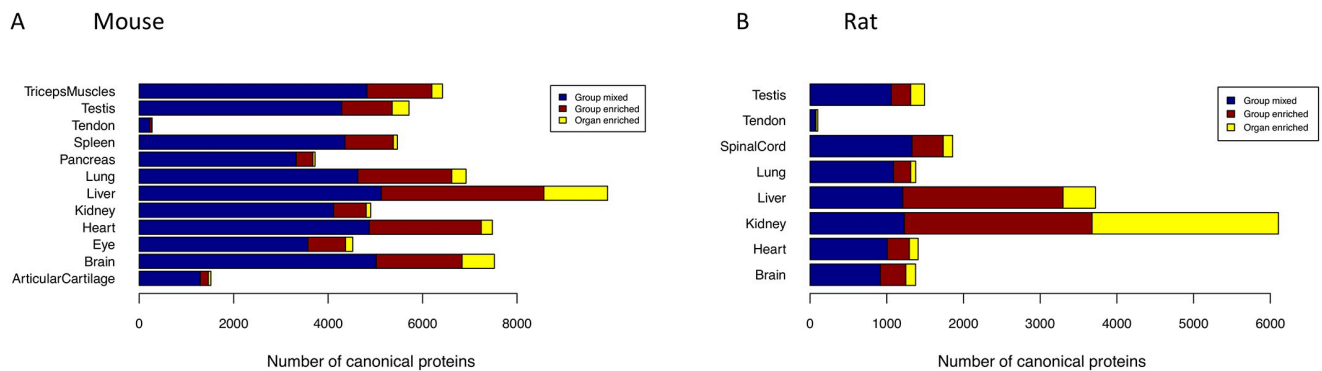 A Mouse
TricepsMuscles
Testis
Tendon
Spleen
Pancreas
Lung
Liver
Kidney
Heart
Eye
Brain
ArticularCartilage
Group mixed
Group enriched
Organ enriched
0 2000 4000 6000 8000
Number of canonical proteins
B Rat
Testis
Tendon
SpinalCord
Lung
Liver
Kidney
Heart
Brain
Group mixed
Group enriched
Organ enriched
0 1000 2000 3000 4000 5000 6000
Number of canonical proteins